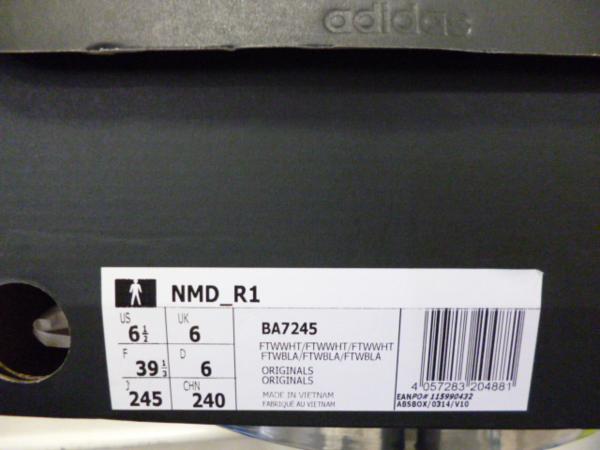 adidas
NMD_R1
US UK
6½ 6
F D
39⅓ 6
J CHN
245 240
BA7245
FTWWHT/FTWWHT/FTWWHT
FTWBLA/FTWBLA/FTWBLA
ORIGINALS
ORIGINALS
MADE IN VIETNAM
FABRIQUÉ AU VIETNAM
4 057283 204881
EANPO# 115990432
ABSBOX/0314/V10